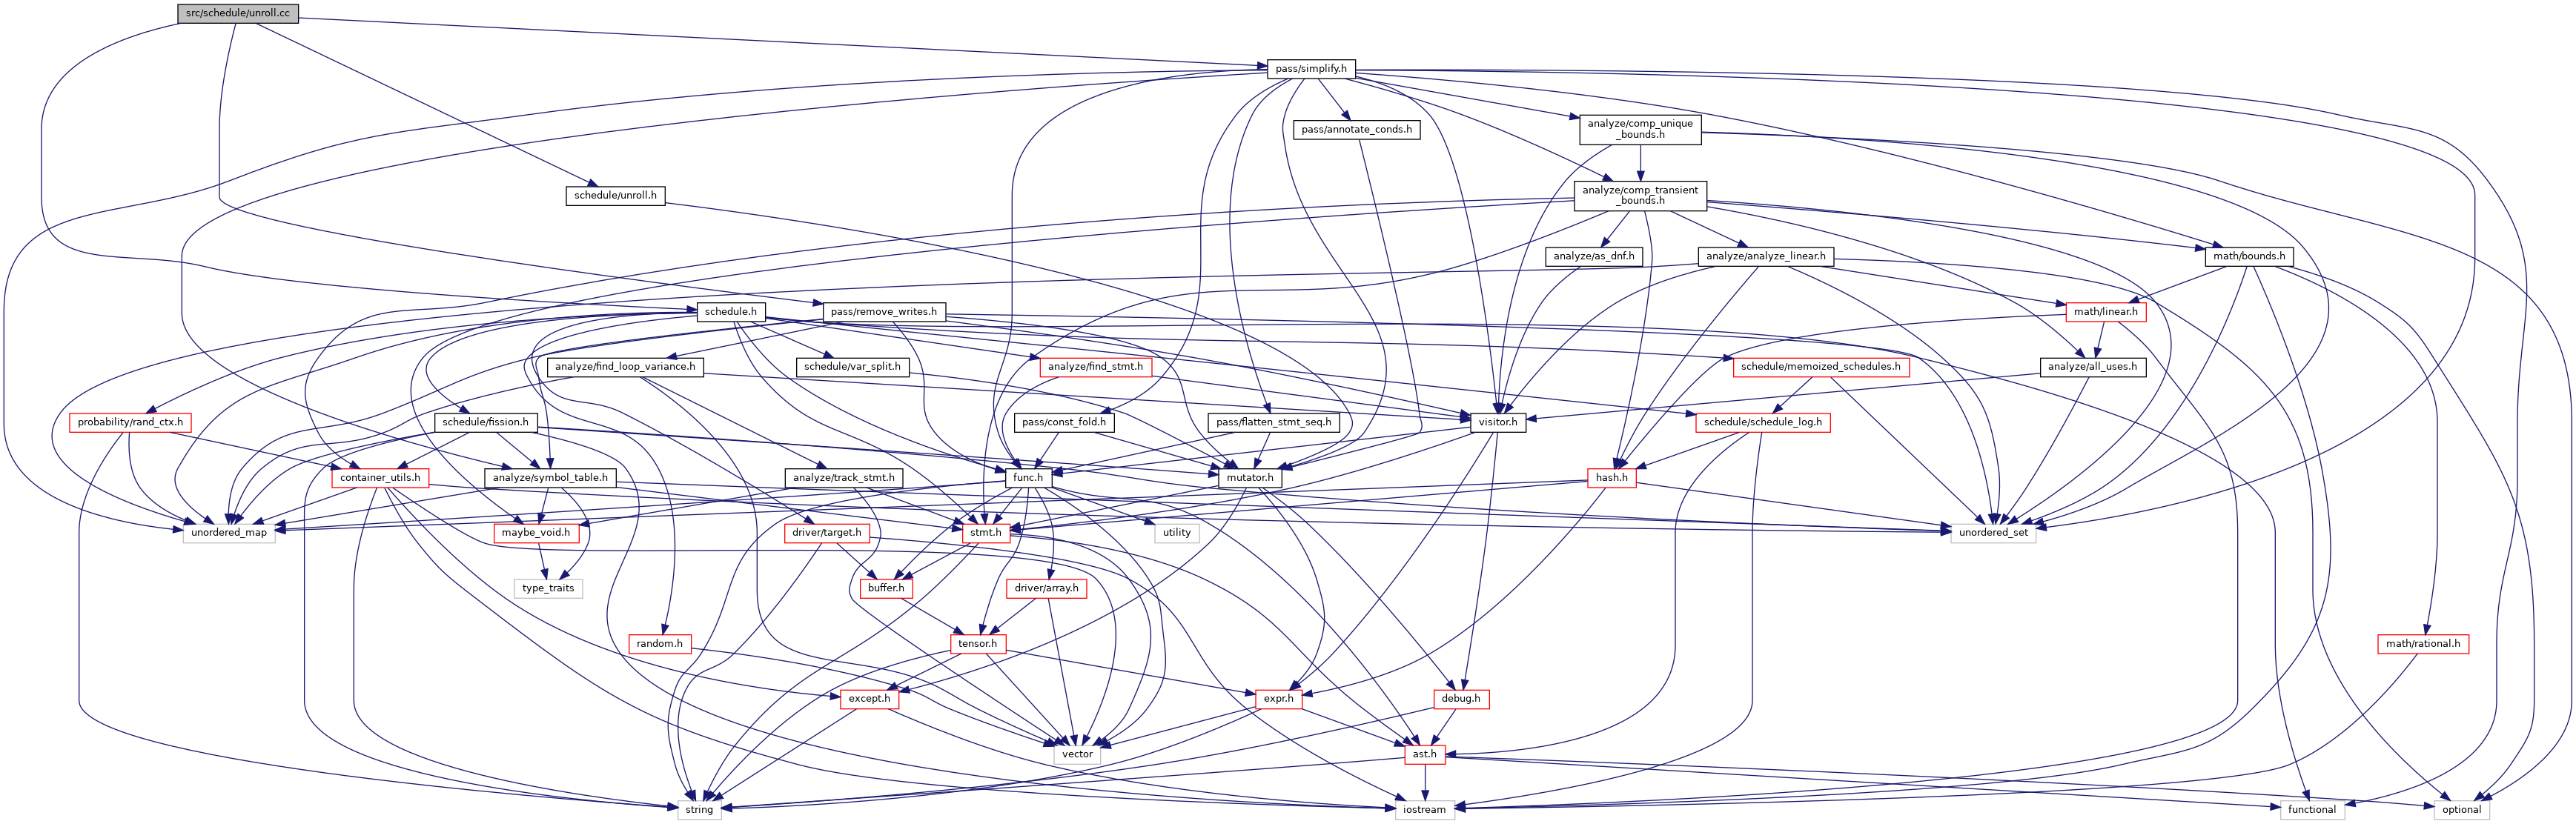 src/schedule/unroll.cc
pass/simplify.h
pass/annotate_conds.h
analyze/comp_unique
_bounds.h
schedule/unroll.h
analyze/comp_transient
_bounds.h
analyze/as_dnf.h
analyze/analyze_linear.h
math/bounds.h
schedule.h
pass/remove_writes.h
math/linear.h
analyze/find_loop_variance.h
schedule/var_split.h
analyze/find_stmt.h
schedule/memoized_schedules.h
analyze/all_uses.h
probability/rand_ctx.h
schedule/fission.h
pass/const_fold.h
pass/flatten_stmt_seq.h
visitor.h
schedule/schedule_log.h
container_utils.h
analyze/symbol_table.h
analyze/track_stmt.h
func.h
mutator.h
hash.h
unordered_map
maybe_void.h
driver/target.h
stmt.h
utility
unordered_set
type_traits
buffer.h
driver/array.h
random.h
tensor.h
math/rational.h
except.h
expr.h
debug.h
vector
ast.h
string
iostream
functional
optional